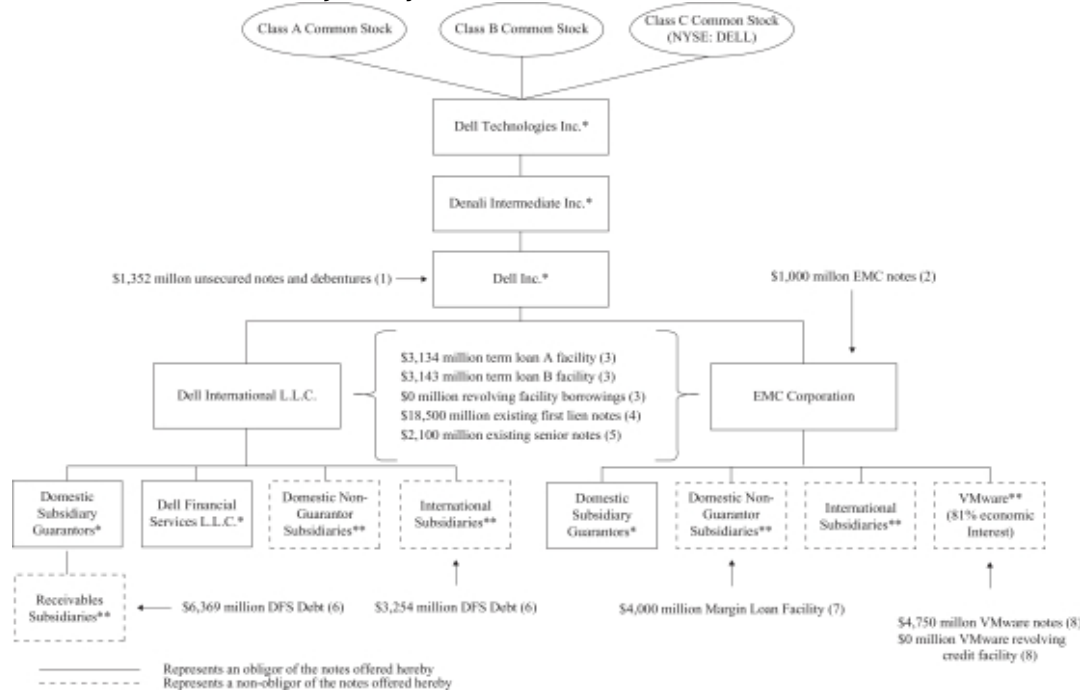 Class A Common Stock
Class B Common Stock
Class C Common Stock
(NYSE: DELL)
Dell Technologies Inc.*
Denali Intermediate Inc.*
$1,352 millon unsecured notes and debentures (1)
Dell Inc.*
$1,000 millon EMC notes (2)
Dell International L.L.C.
$3,134 million term loan A facility (3)
$3,143 million term loan B facility (3)
$0 million revolving facility borrowings (3)
$18,500 million existing first lien notes (4)
$2,100 million existing senior notes (5)
EMC Corporation
Domestic
Subsidiary
Guarantors*
Dell Financial
Services L.L.C.*
Domestic Non-
Guarantor
Subsidiaries**
International
Subsidiaries**
Domestic
Subsidiary
Guarantors*
Domestic Non-
Guarantor
Subsidiaries**
International
Subsidiaries**
VMware**
(81% economic
Interest)
Receivables
Subsidiaries**
$6,369 million DFS Debt (6)
$3,254 million DFS Debt (6)
$4,000 million Margin Loan Facility (7)
$4,750 millon VMware notes (8)
$0 million VMware revolving
credit facility (8)
Represents an obligor of the notes offered hereby
Represents a non-obligor of the notes offered hereby